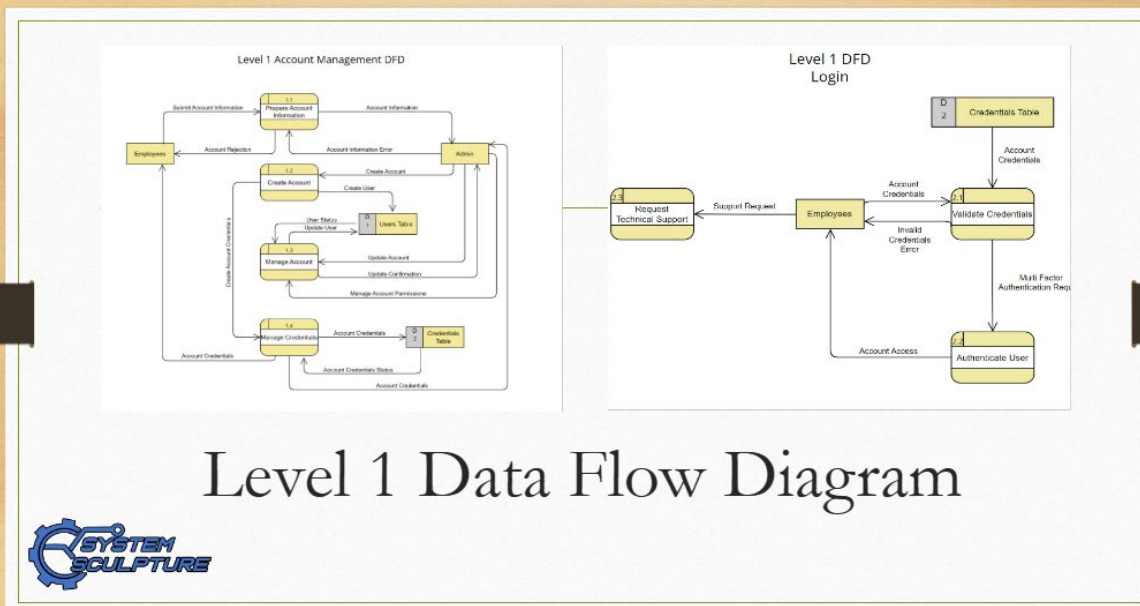 Level 1 Account Management DFD
1.1
Prepare Account
Information
Submit Account Information
Account Information
Employees
Account Rejection
Account Information Error
Admin
1.2
Create Account
Create Account
Create User
D
1
Users Table
User Status
Update User
Create Account Credentials
1.3
Manage Account
Update Account
Update Confirmation
Manage Account Permissions
1.4
Manage Credentials
Account Credentials
D
2
Credentials
Table
Account Credentials
Account Credentials Status
Account Credentials
Level 1 DFD
Login
D
2
Credentials Table
Account
Credentials
2.3
Request
Technical Support
Support Request
Employees
Account
Credentials
2.1
Validate Credentials
Invalid
Credentials
Error
Multi Factor
Authentication Requ
2.2
Authenticate User
Account Access
Level 1 Data Flow Diagram
SYSTEM
SCULPTURE